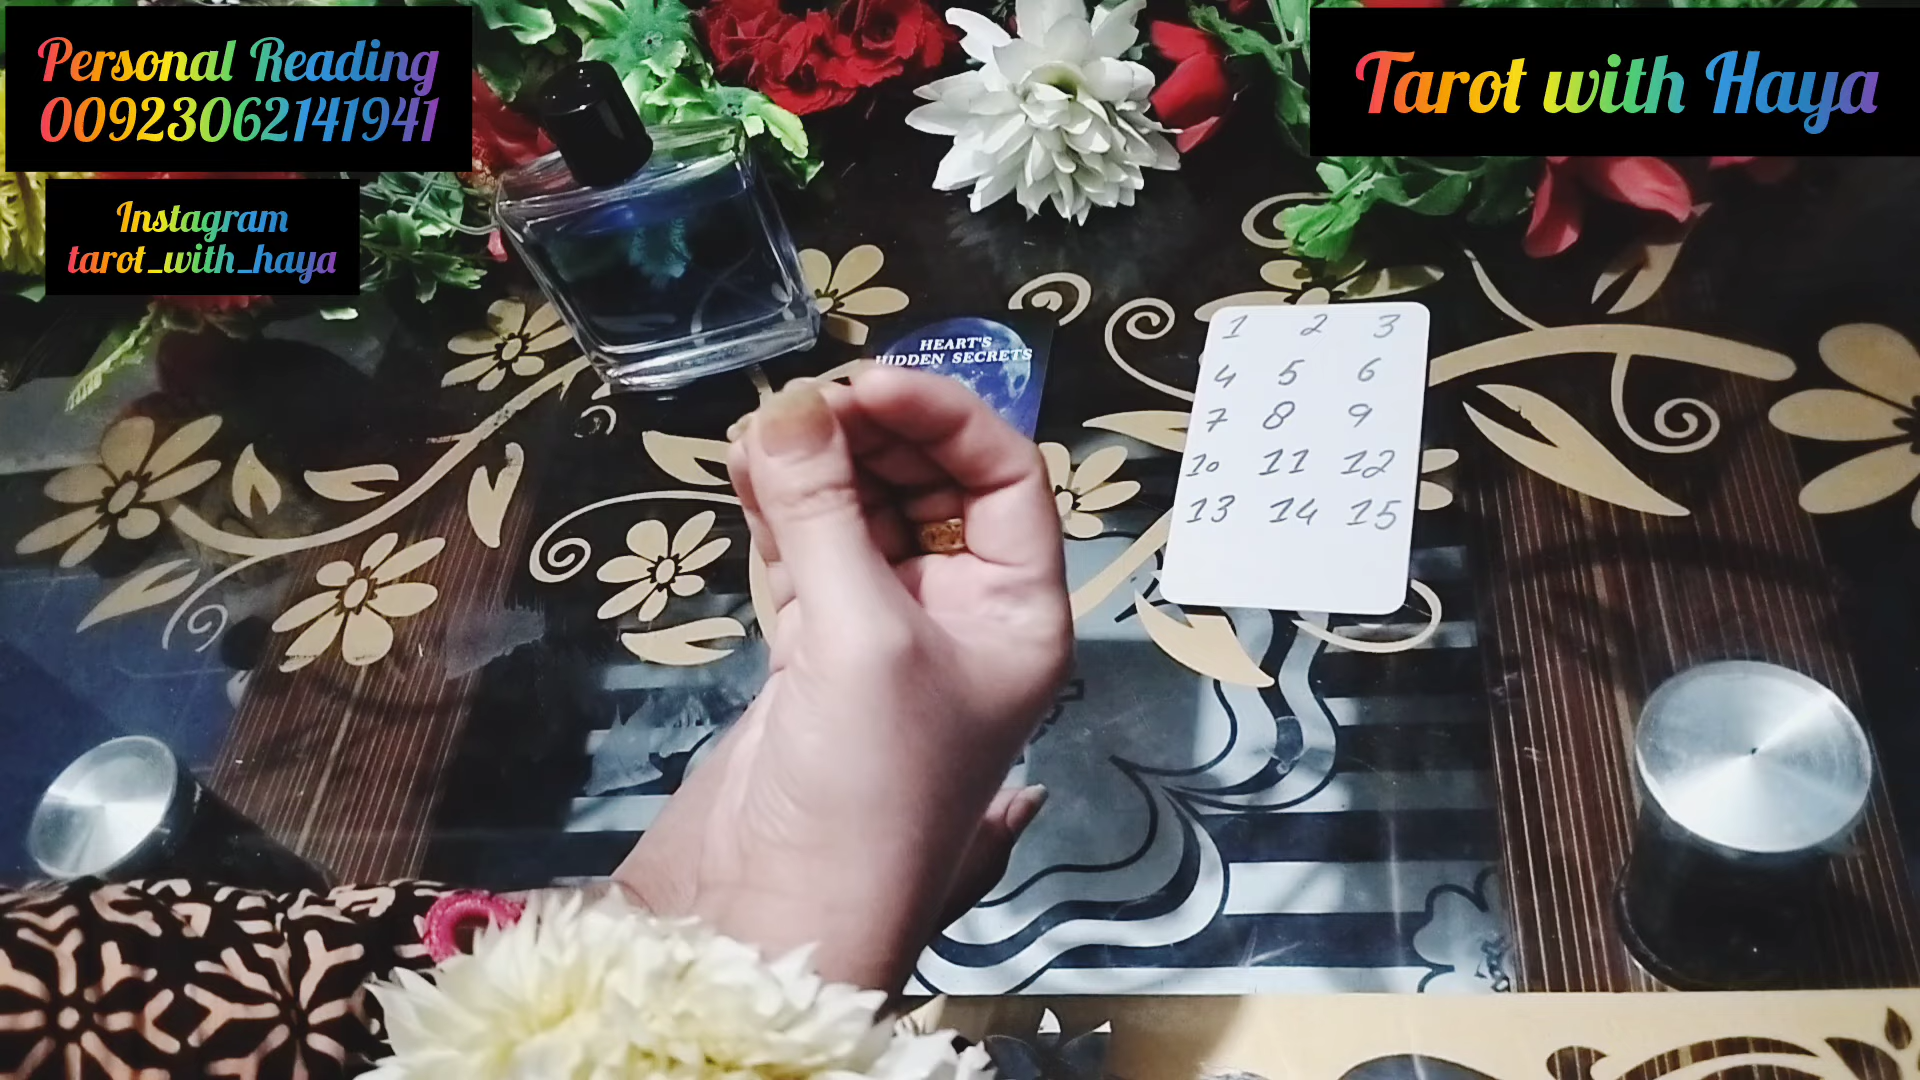 Personal Reading
00923062141941
Instagram
tarot_with_haya
Tarot with Haya
HEART'S
HIDDEN SECRETS
1 2 3
4 5 6
7 8 9
10 11 12
13 14 15